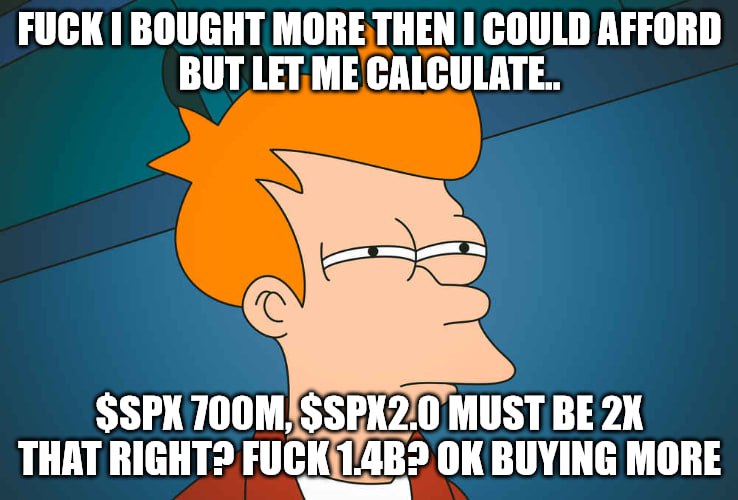 FUCK I BOUGHT MORE THEN I COULD AFFORD
BUT LET ME CALCULATE..
$SPX 700M, $SPX2.0 MUST BE 2X
THAT RIGHT? FUCK 1.4B? OK BUYING MORE